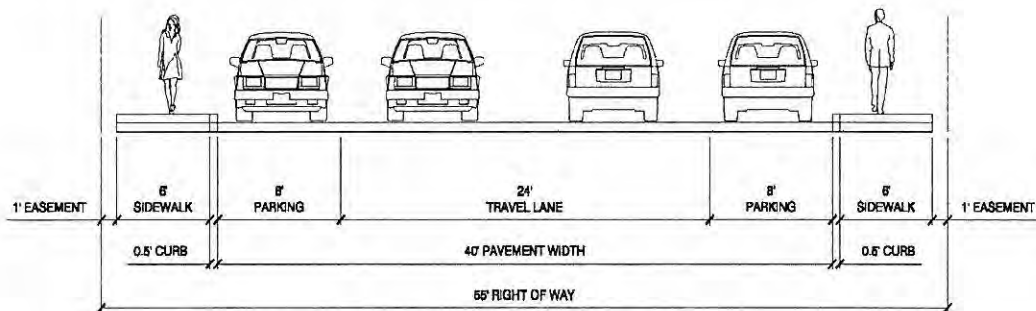 6'
SIDEWALK
8'
PARKING
24'
TRAVEL LANE
8'
PARKING
6'
SIDEWALK
1' EASEMENT
1' EASEMENT
0.5' CURB
40' PAVEMENT WIDTH
0.5' CURB
55' RIGHT OF WAY